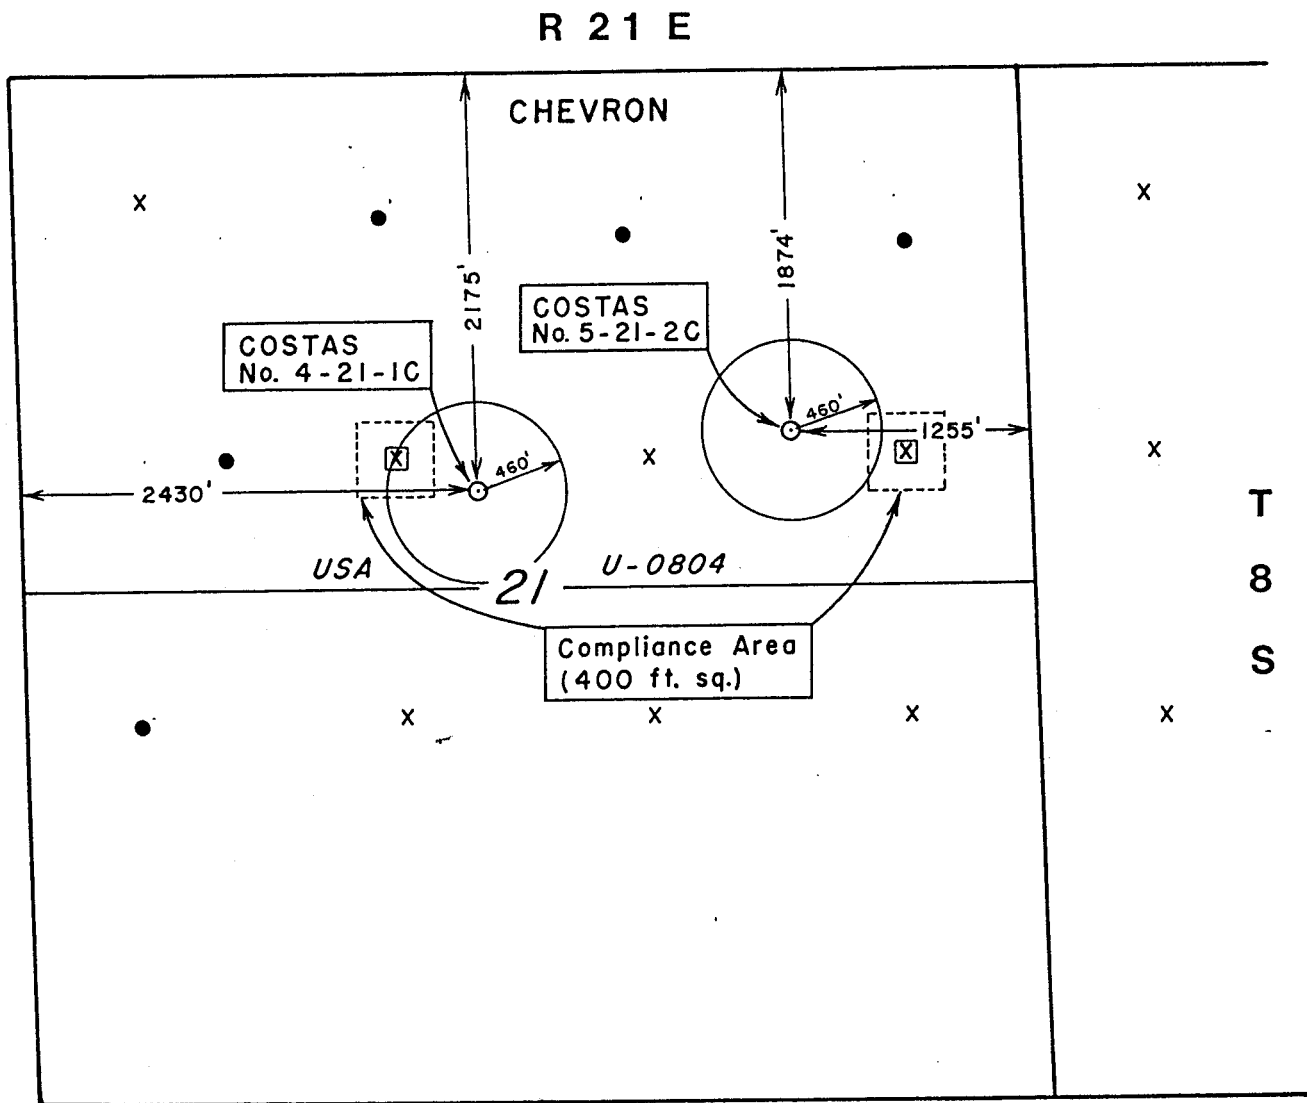 R 21 E
CHEVRON
X
X
2175'
1874'
COSTAS
No. 5-21-2C
COSTAS
No. 4-21-1C
460'
1255'
X
X
X
X
460'
2430'
T
8
S
USA
21
U-0804
Compliance Area
(400 ft. sq.)
X
X
X
X